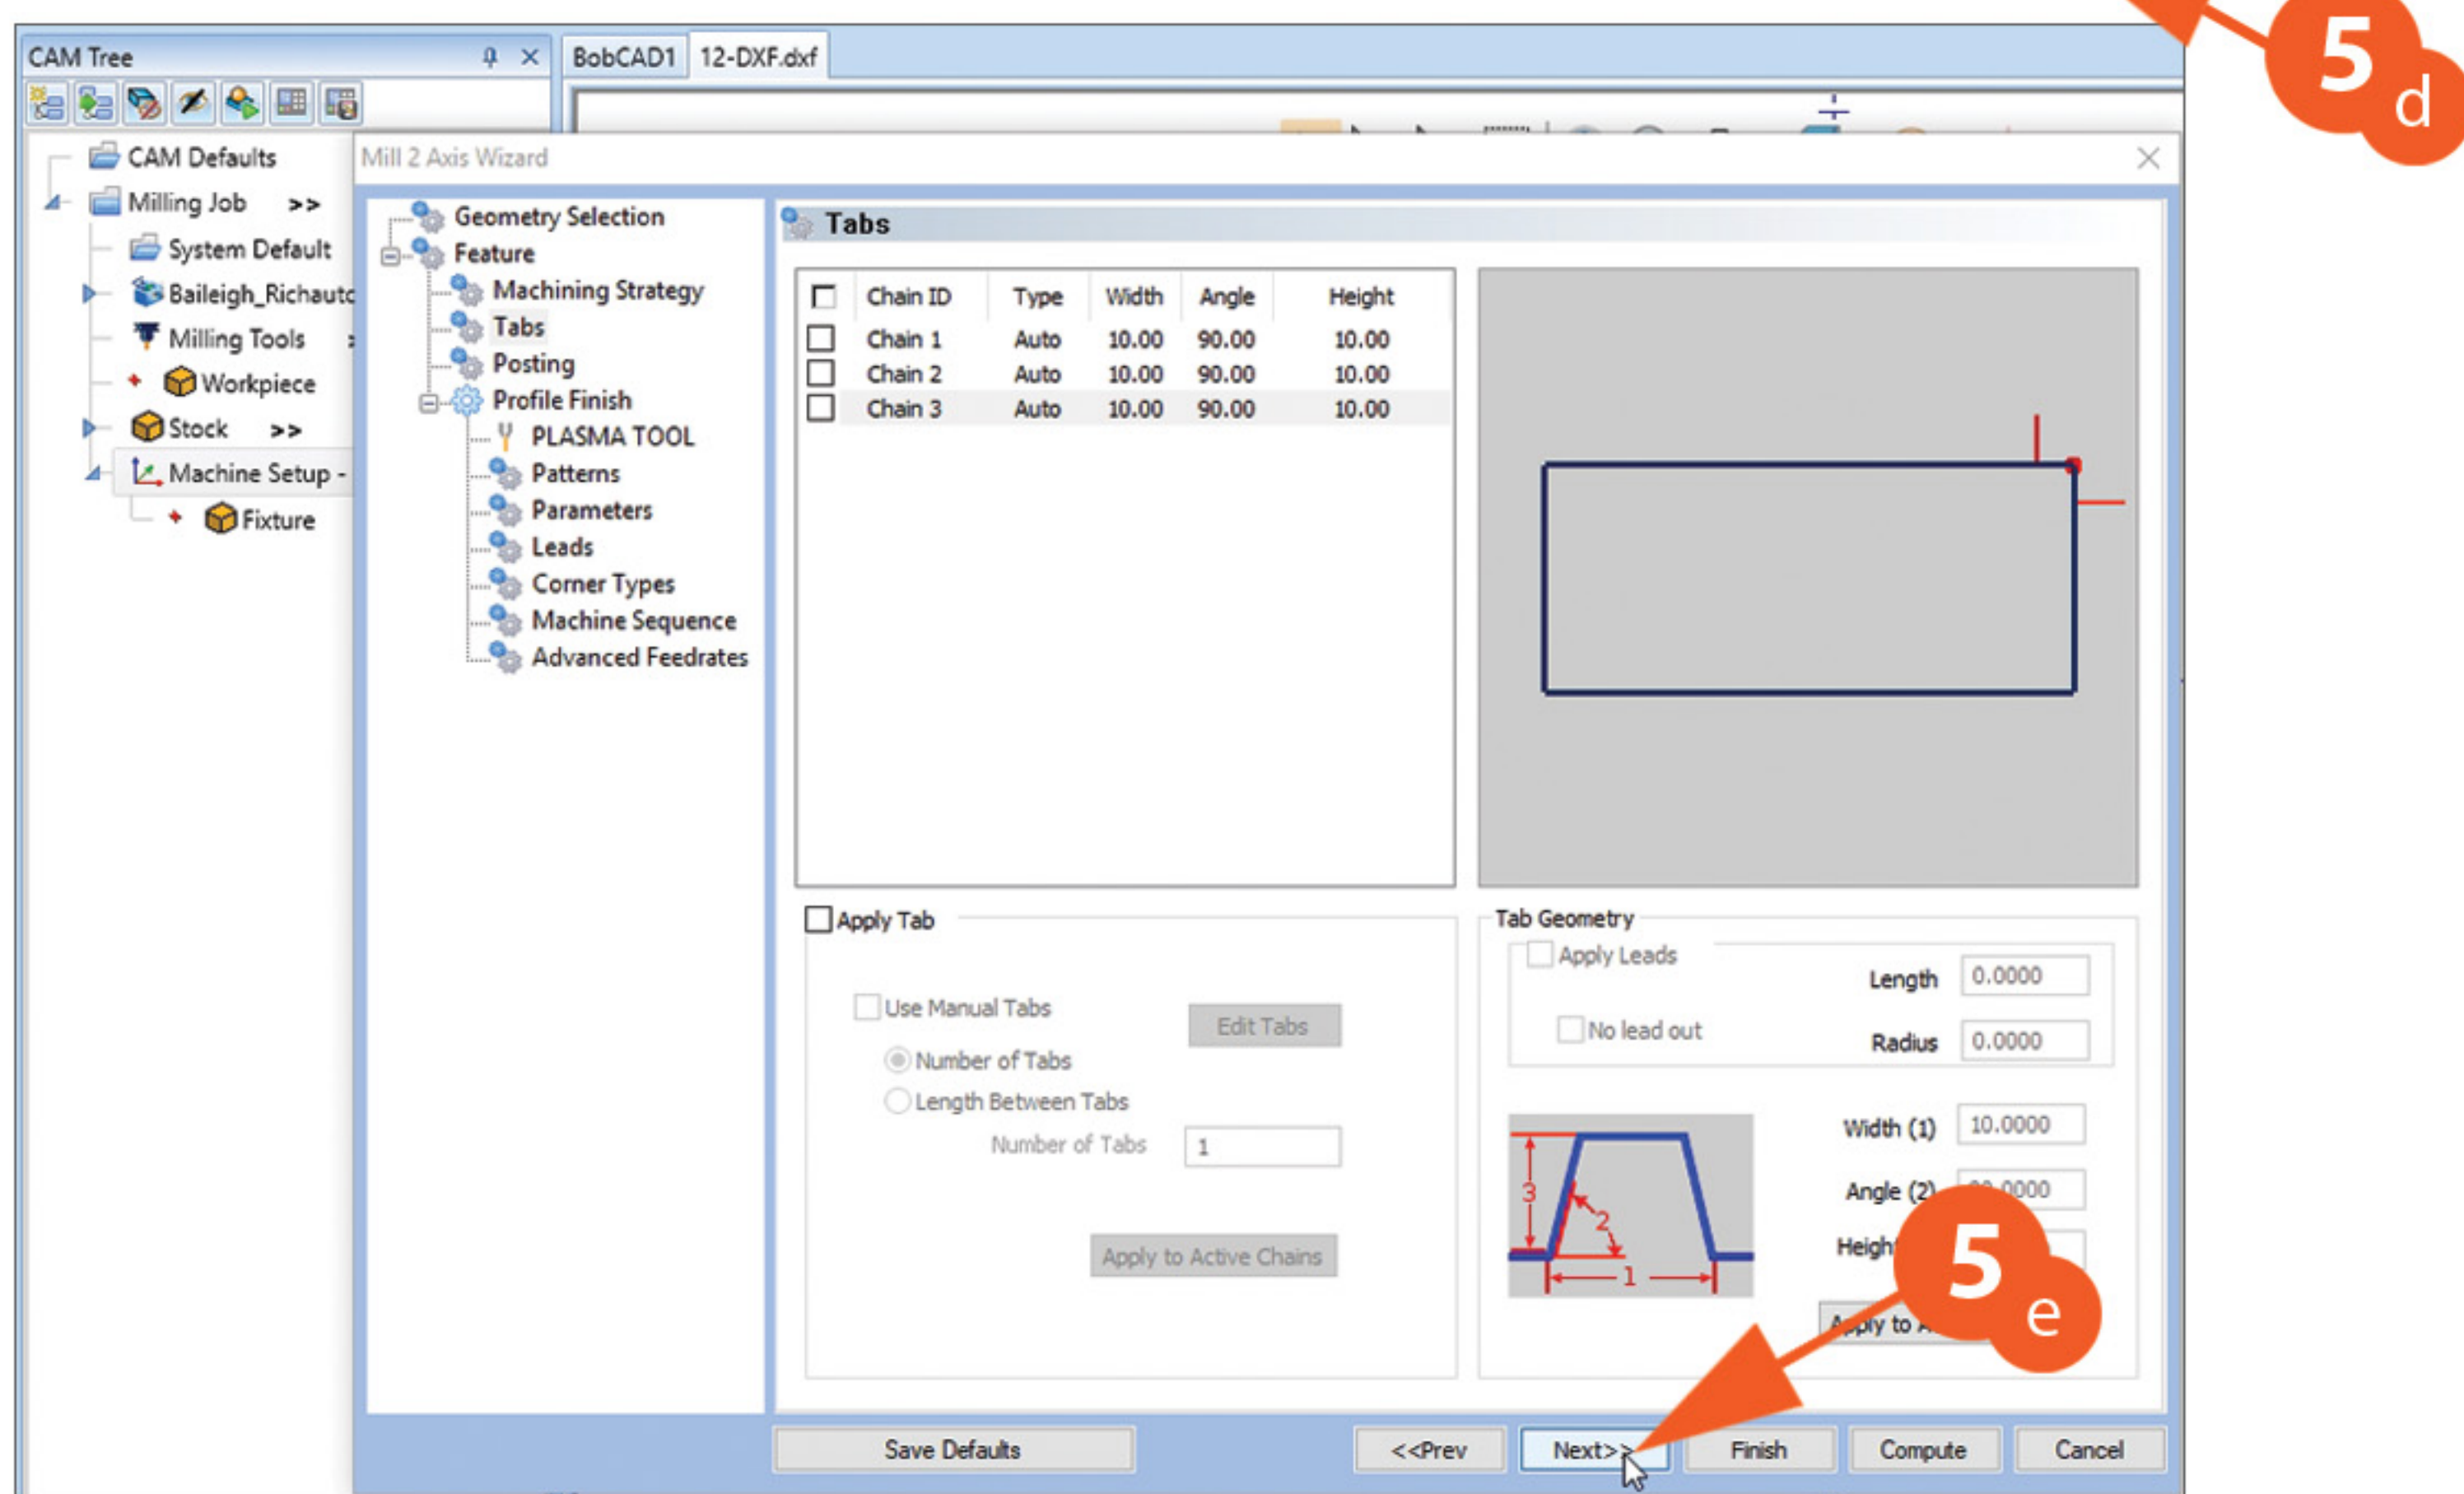 5
d
CAM Tree
BobCAD1 12-DXF.dxf
CAM Defaults
Milling Job >>
System Default
Baileigh_Richauto
Milling Tools
Workpiece
Stock >>
Machine Setup -
Fixture
Mill 2 Axis Wizard
Geometry Selection
Feature
Machining Strategy
Tabs
Posting
Profile Finish
PLASMA TOOL
Patterns
Parameters
Leads
Corner Types
Machine Sequence
Advanced Feedrates
Tabs
Chain ID Type Width Angle Height
Chain 1 Auto 10.00 90.00 10.00
Chain 2 Auto 10.00 90.00 10.00
Chain 3 Auto 10.00 90.00 10.00
Apply Tab
Use Manual Tabs
Edit Tabs
Number of Tabs
Length Between Tabs
Number of Tabs 1
Apply to Active Chains
Tab Geometry
Apply Leads
Length 0.0000
No lead out
Radius 0.0000
3
2
1
Width (1) 10.0000
Angle (2)
Apply to
5
e
Save Defaults
<<Prev Next>> Finish Compute Cancel